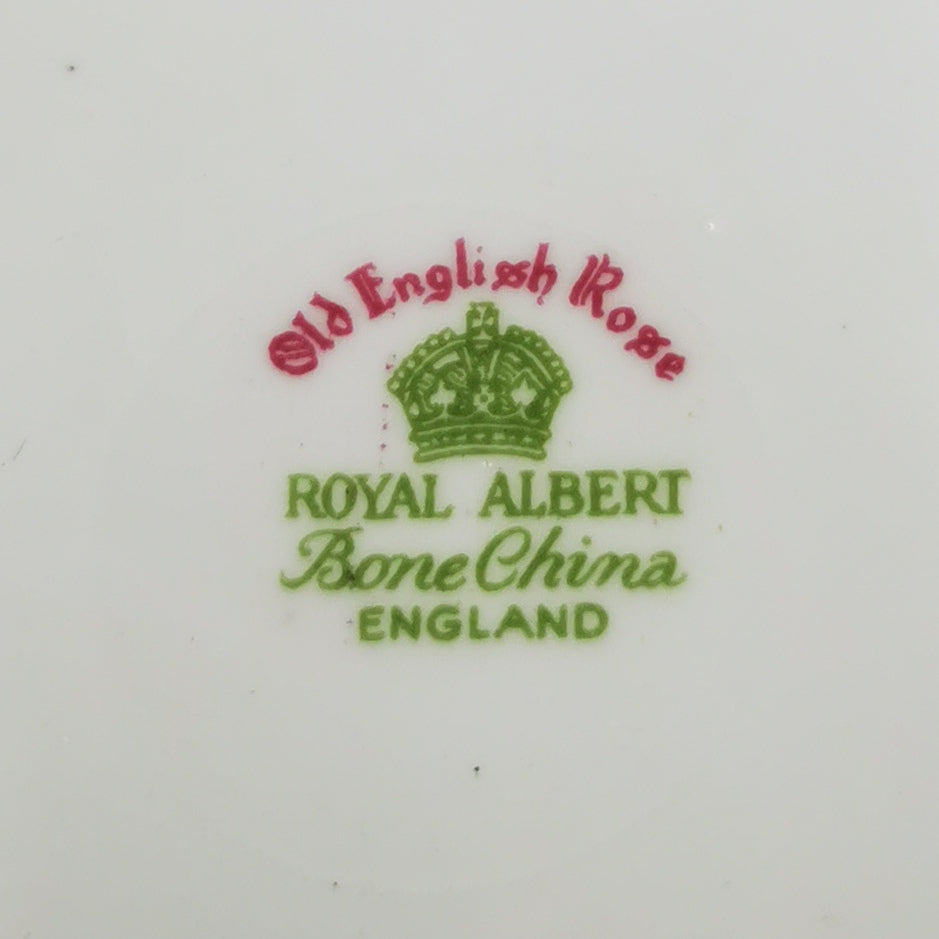 Old English Rose
ROYAL ALBERT
Bone China
ENGLAND